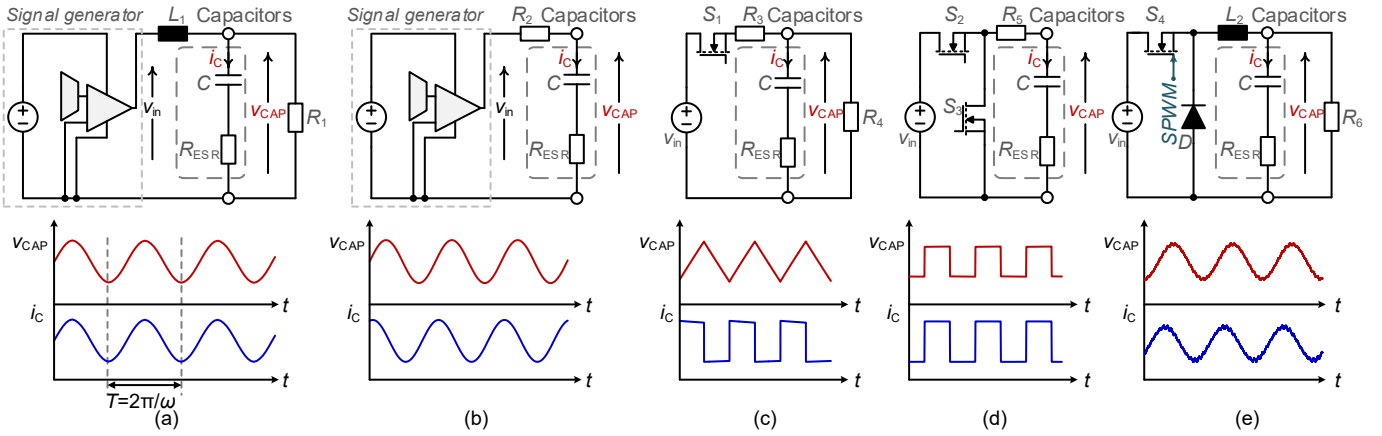 Signal generator L1 Capacitors
iC
C
vin
vCAP
RESR
R1
vCAP
iC
t
t
T=2π/ω
(a)
Signal generator R2 Capacitors
iC
C
vin
vCAP
RESR
vCAP
iC
t
t
(b)
S1 R3 Capacitors
iC
C
vin
vCAP
RESR
R4
vCAP
iC
t
t
(c)
S2 R5 Capacitors
iC
C
S3
vin
vCAP
RESR
vCAP
iC
t
t
(d)
S4 L2 Capacitors
iC
C
SPWM
D
vin
vCAP
RESR
R6
vCAP
iC
t
t
(e)